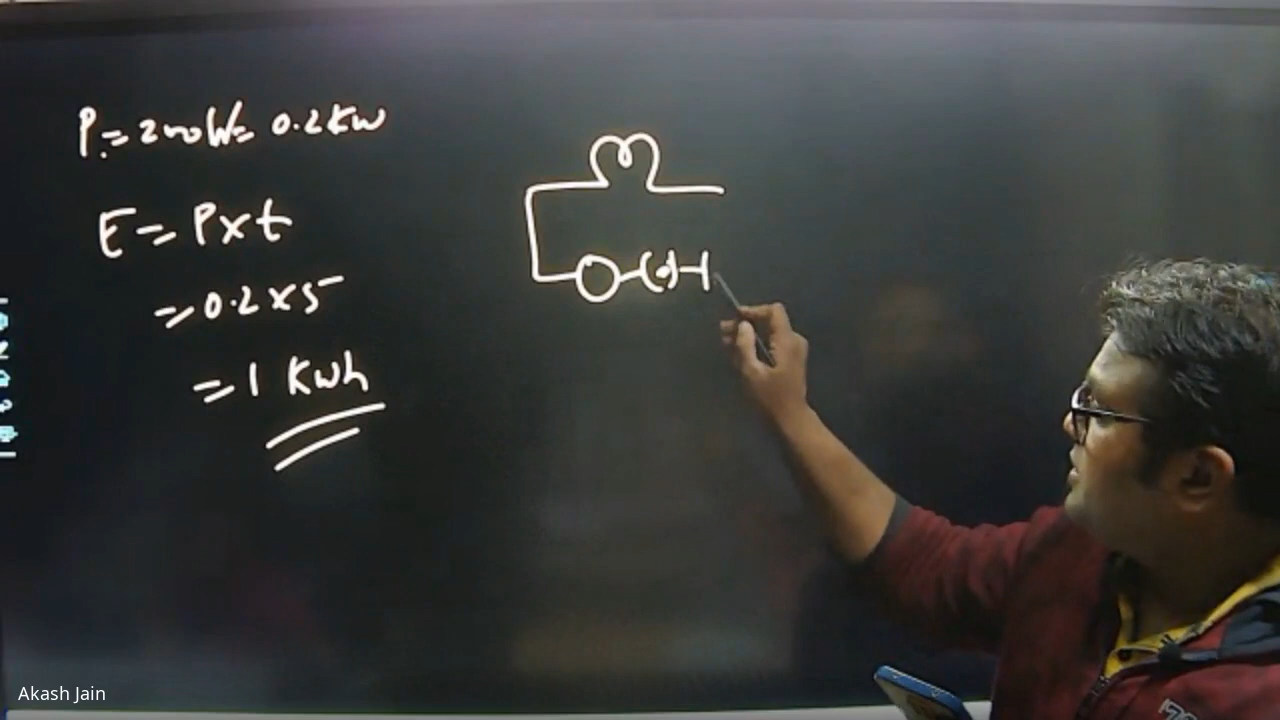 P = 200W = 0.2 Kw
E = P x t
= 0.2 x 5
= 1 Kwh
Akash Jain